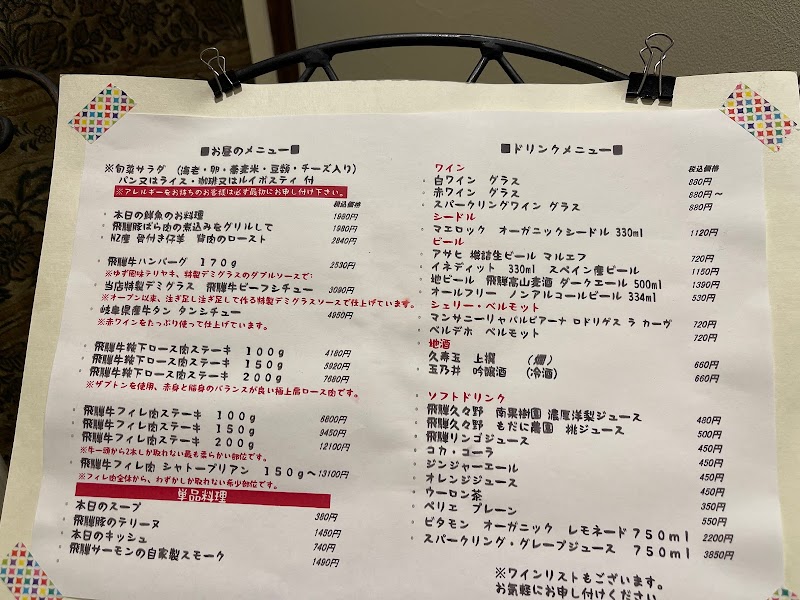 ■お昼のメニュー■
※旬菜サラダ （海老・卵・蕎麦米・豆類・チーズ入り）
パン又はライス・珈琲又はルイボスティ 付
※アレルギーをお持ちのお客様は必ず最初にお申し付け下さい。
税込価格
・本日の鮮魚のお料理 1980円
・飛騨豚ばら肉の煮込みをグリルして 1980円
・NZ産 骨付き仔羊 背肉のロースト 2840円
・飛騨牛ハンバーグ 170g 2530円
※ゆず風味テリヤキ、特製デミグラスのダブルソースで：
・当店特製デミグラス 飛騨牛ビーフシチュー 3090円
※オープン以来、注ぎ足し注ぎ足しで作る特製デミグラスソースで仕上げています。
・岐阜県産牛タン タンシチュー 4950円
※赤ワインをたっぷり使って仕上げています。
・飛騨牛鞍下ロース肉ステーキ 100g 4180円
・飛騨牛鞍下ロース肉ステーキ 150g 5920円
・飛騨牛鞍下ロース肉ステーキ 200g 7660円
※ザブトンを使用、赤身と脂身のバランスが良い極上肩ロース肉です。
・飛騨牛フィレ肉ステーキ 100g 6600円
・飛騨牛フィレ肉ステーキ 150g 9450円
・飛騨牛フィレ肉ステーキ 200g 12100円
※牛一頭から2本しか取れない最も柔らかい部位です。
・飛騨牛フィレ肉 シャトーブリアン 150g〜13100円
※フィレ肉全体から、わずかしか取れない希少部位です。
単品料理
・本日のスープ 380円
・飛騨豚のテリーヌ 1450円
・本日のキッシュ 740円
・飛騨サーモンの自家製スモーク 1490円
■ドリンクメニュー■
ワイン 税込価格
・白ワイン グラス 880円
・赤ワイン グラス 880円〜
・スパークリングワイン グラス 880円
シードル
・マエロック オーガニックシードル 330ml 1120円
ビール
・アサヒ 樽詰生ビール マルエフ 720円
・イネディット 330ml スペイン産ビール 1150円
・地ビール 飛騨高山麦酒 ダークエール 500ml 1390円
・オールフリー ノンアルコールビール 334ml 530円
シェリー・ベルモット
・マンサニーリャ パルピアーナ ロドリゲス ラ カーヴ 720円
・ペルデホ ベルモット 720円
地酒
・久寿玉 上撰 （燗） 660円
・玉乃井 吟醸酒 （冷酒） 660円
ソフトドリンク
・飛騨久々野 南果樹園 濃厚洋梨ジュース 480円
・飛騨久々野 もだに農園 桃ジュース 500円
・飛騨リンゴジュース 450円
・コカ・コーラ 450円
・ジンジャーエール 450円
・オレンジジュース 450円
・ウーロン茶 350円
・ペリエ プレーン 550円
・ビタモン オーガニック レモネード 750ml 2200円
・スパークリング・グレープジュース 750ml 3850円
※ワインリストもございます。
お気軽にお申し付けください